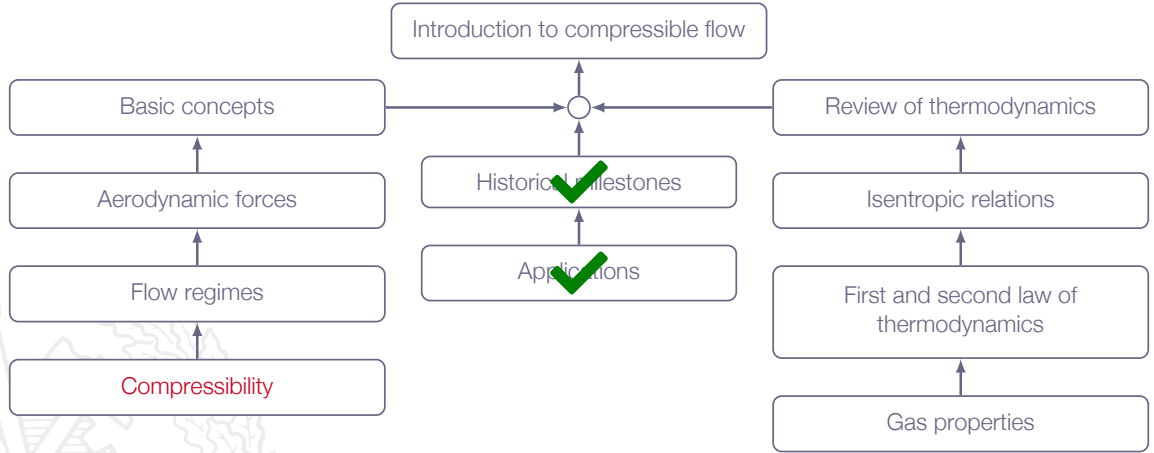 Introduction to compressible flow
Basic concepts
Review of thermodynamics
Historical milestones
Aerodynamic forces
Isentropic relations
Applications
Flow regimes
First and second law of
thermodynamics
Compressibility
Gas properties